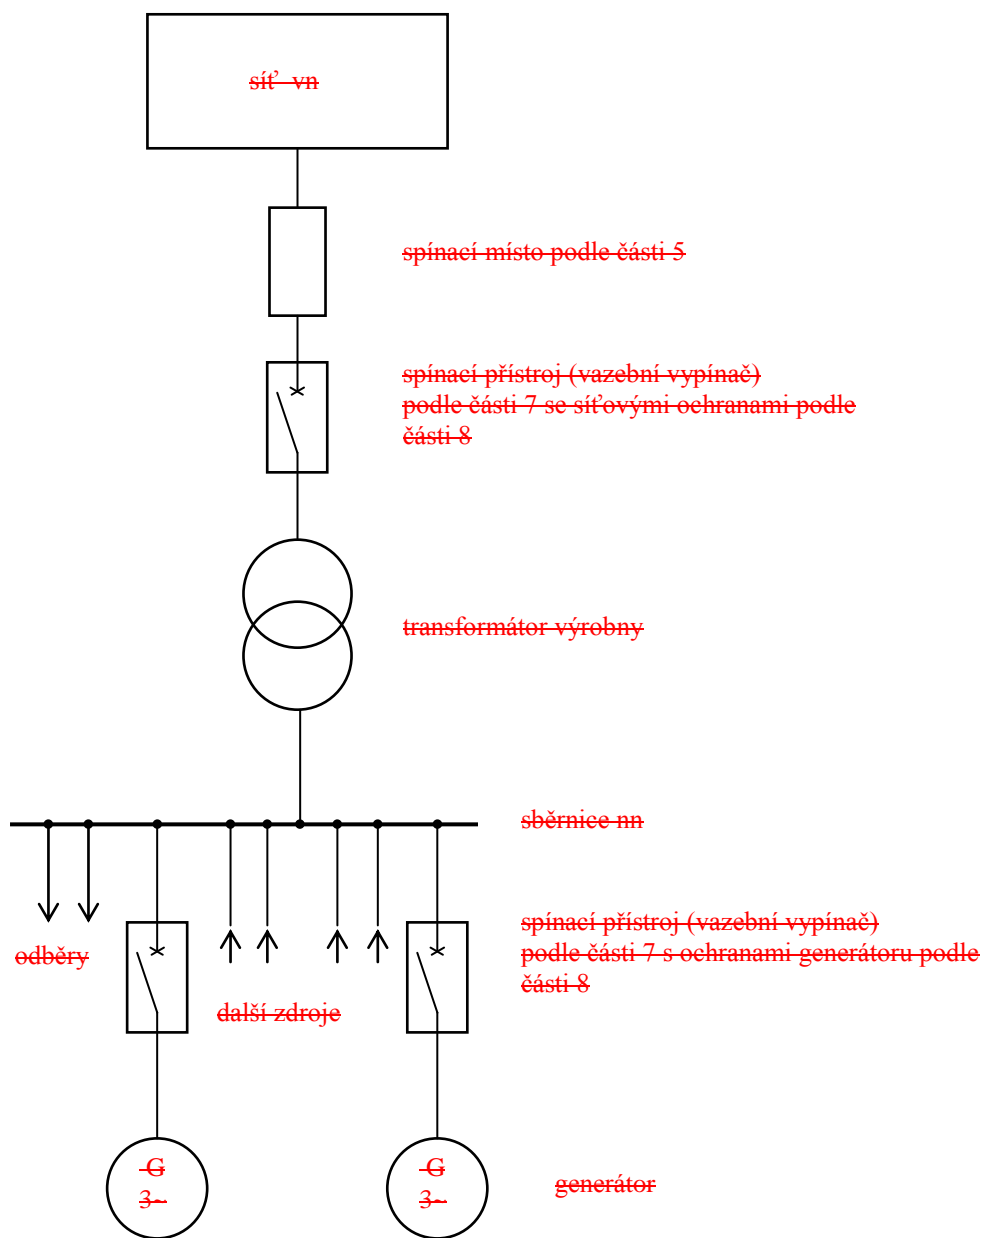 síť vn
spínací místo podle části 5
spínací přístroj (vazební vypínač)
podle části 7 se síťovými ochranami podle
části 8
transformátor výrobny
sběrnice nn
spínací přístroj (vazební vypínač)
podle části 7 s ochranami generátoru podle
části 8
odběry
další zdroje
G
3~
G
3~
generátor